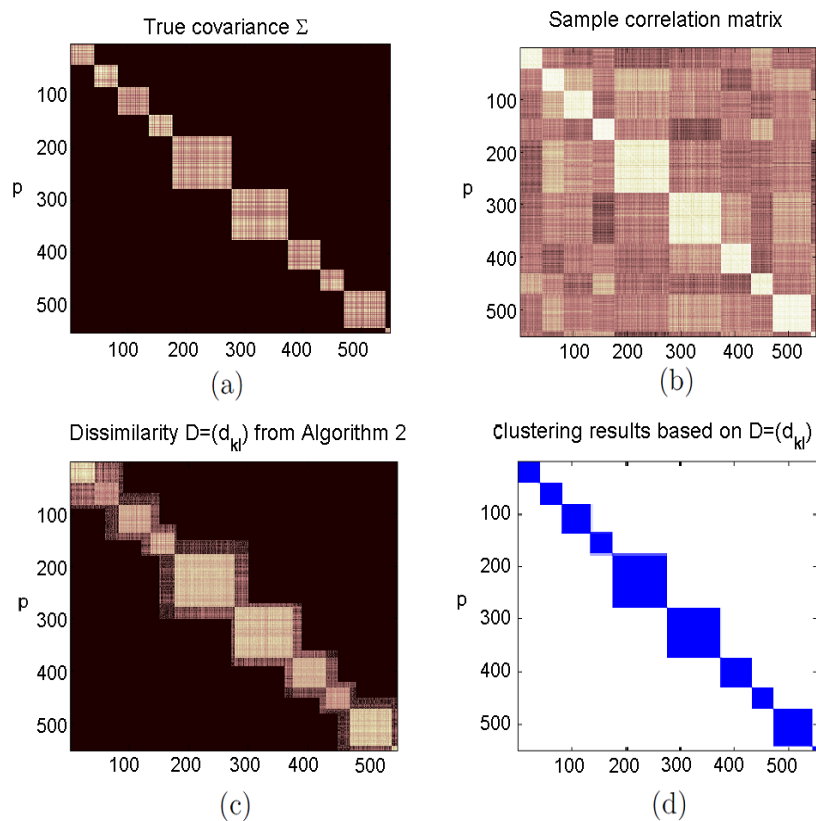 True covariance Σ
p
100
200
300
400
500
100 200 300 400 500
(a)
Sample correlation matrix
p
100
200
300
400
500
100 200 300 400 500
(b)
Dissimilarity D=(d_kl) from Algorithm 2
p
100
200
300
400
500
100 200 300 400 500
(c)
Clustering results based on D=(d_kl)
p
100
200
300
400
500
100 200 300 400 500
(d)